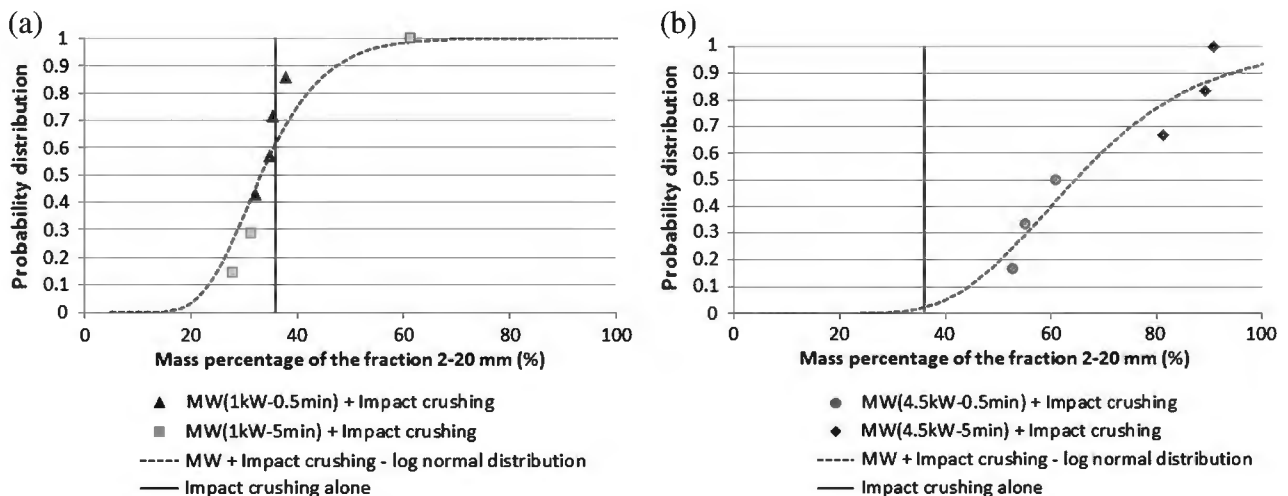 (a)
Probability distribution
1
0.9
0.8
0.7
0.6
0.5
0.4
0.3
0.2
0.1
0
0 20 40 60 80 100
Mass percentage of the fraction 2-20 mm (%)
MW(1kW-0.5min) + Impact crushing
MW(1kW-5min) + Impact crushing
MW + Impact crushing - log normal distribution
Impact crushing alone
(b)
Probability distribution
1
0.9
0.8
0.7
0.6
0.5
0.4
0.3
0.2
0.1
0
0 20 40 60 80 100
Mass percentage of the fraction 2-20 mm (%)
MW(4.5kW-0.5min) + Impact crushing
MW(4.5kW-5min) + Impact crushing
MW + Impact crushing - log normal distribution
Impact crushing alone